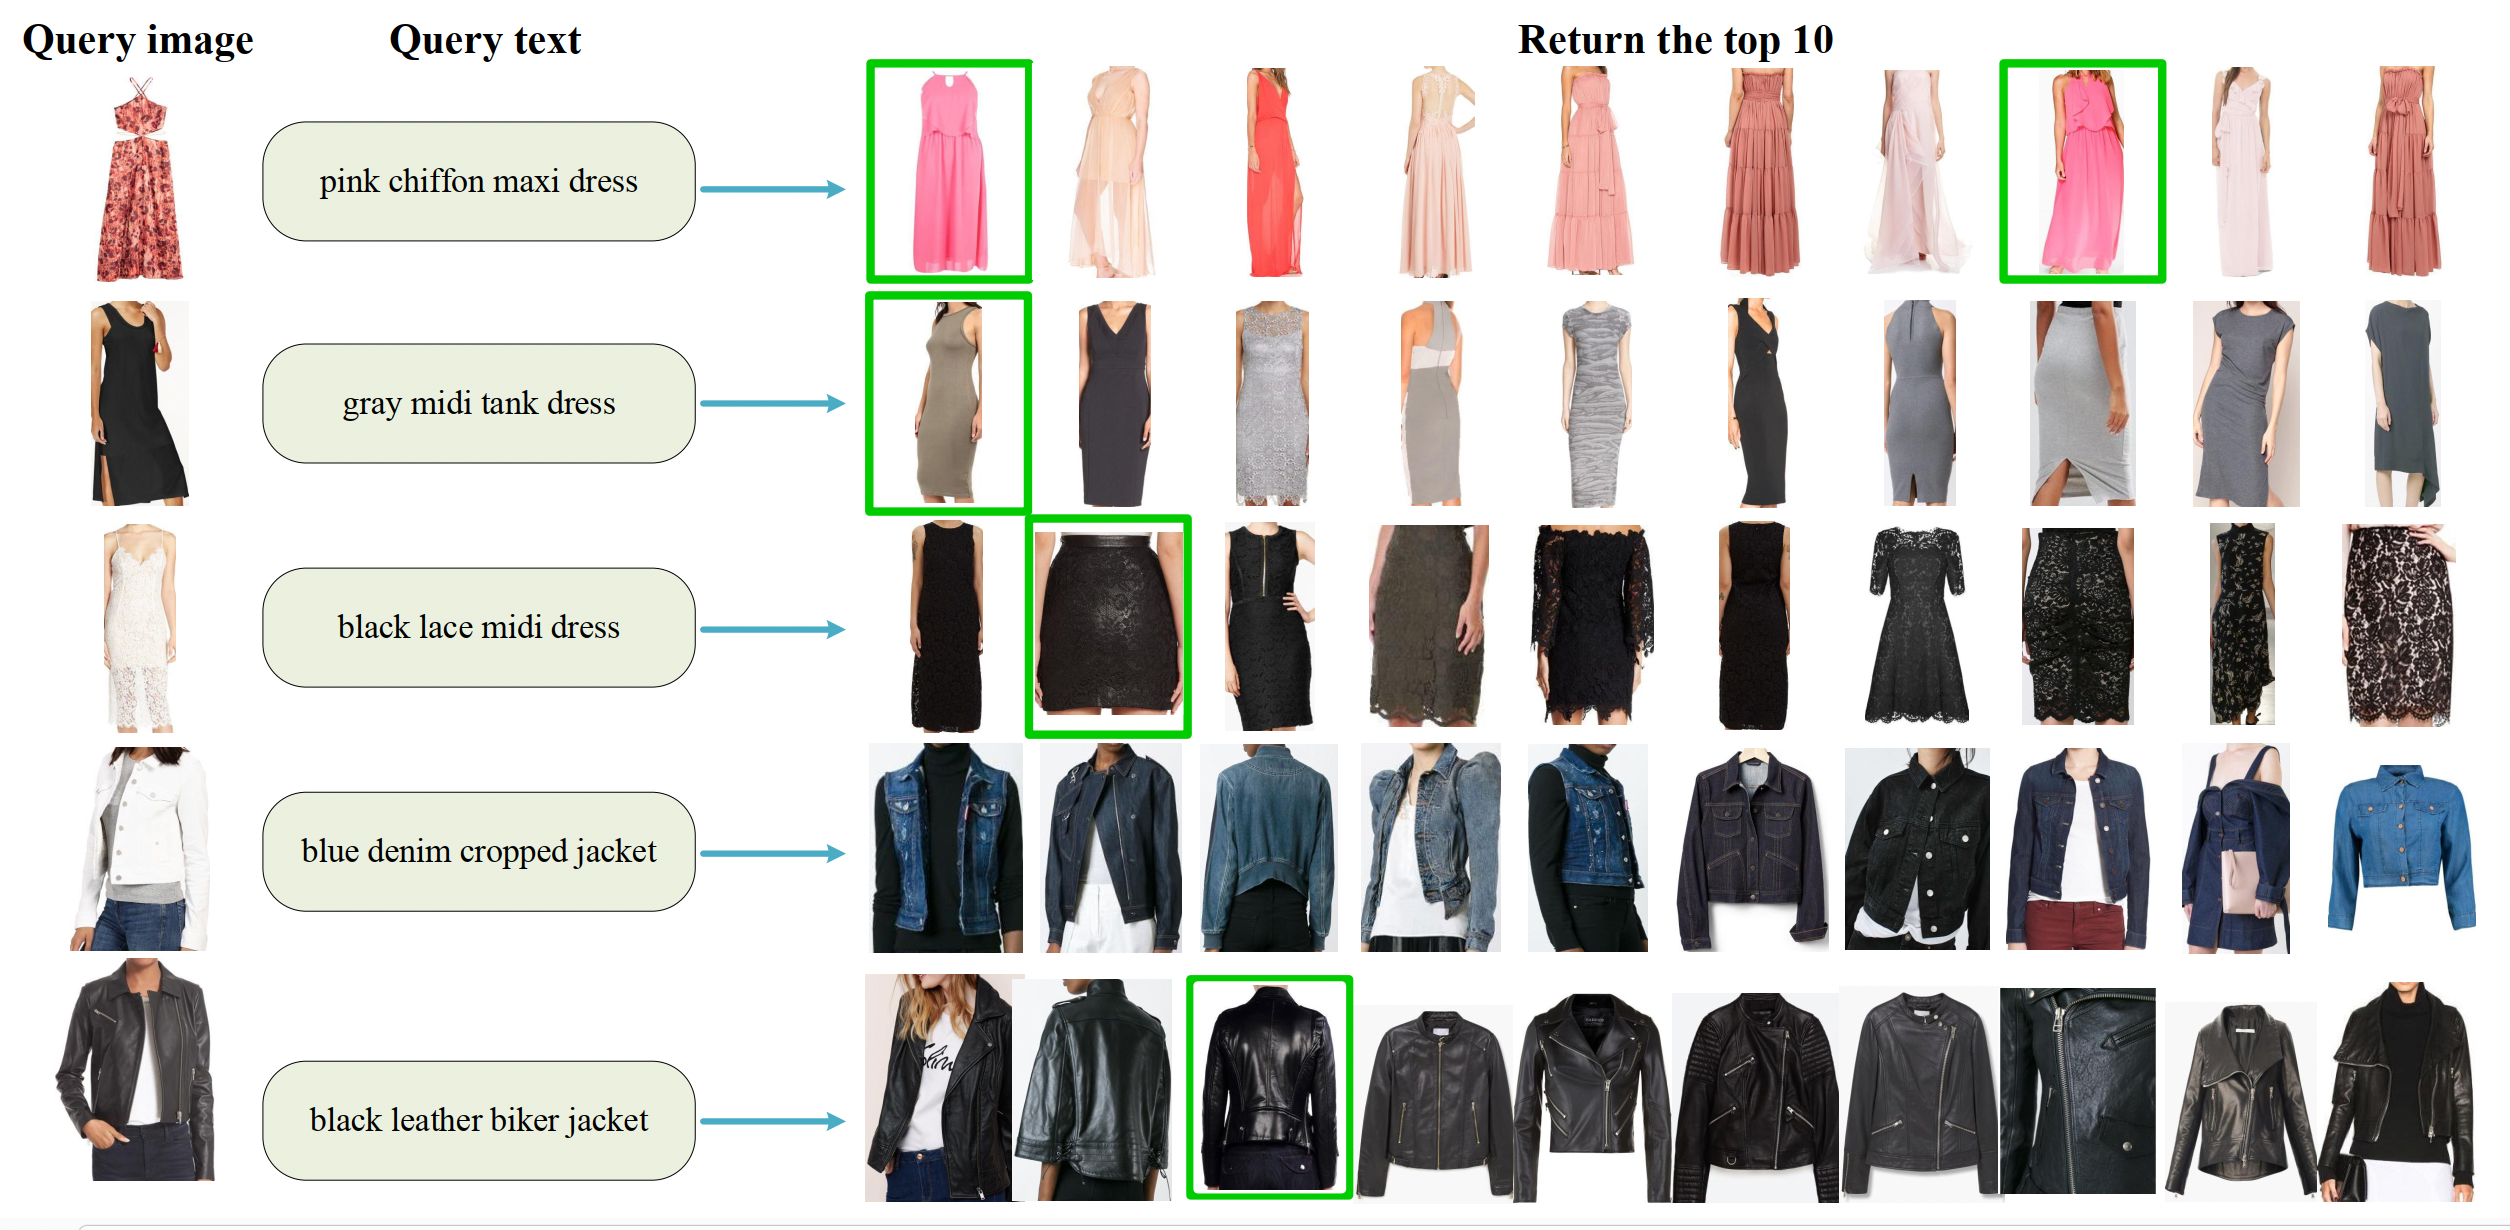 Query image Query text Return the top 10
pink chiffon maxi dress
gray midi tank dress
black lace midi dress
blue denim cropped jacket
black leather biker jacket